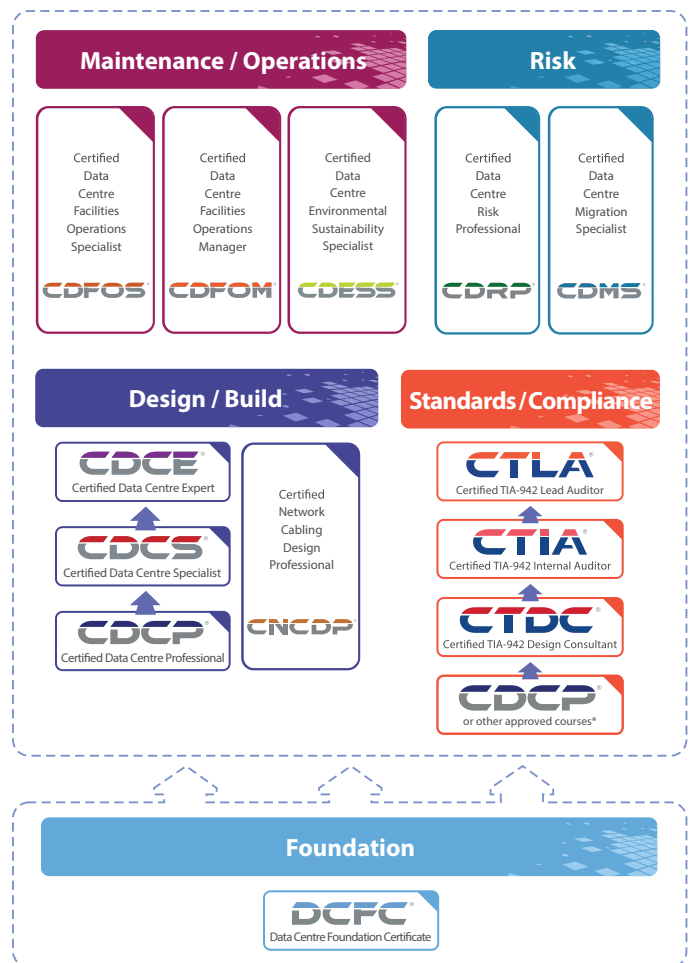 Maintenance / Operations
Certified
Data
Centre
Facilities
Operations
Specialist
CDFOS®
Certified
Data
Centre
Facilities
Operations
Manager
CDFOM®
Certified
Data
Centre
Environmental
Sustainability
Specialist
CDESS®
Risk
Certified
Data
Centre
Risk
Professional
CDRP®
Certified
Data
Centre
Migration
Specialist
CDMS®
Design / Build
CDCE®
Certified Data Centre Expert
CDCS®
Certified Data Centre Specialist
CDCP®
Certified Data Centre Professional
Certified
Network
Cabling
Design
Professional
CNCDP®
Standards / Compliance
CTLA®
Certified TIA-942 Lead Auditor
CTIA®
Certified TIA-942 Internal Auditor
CTDC®
Certified TIA-942 Design Consultant
CDCP®
or other approved courses*
Foundation
DCFC®
Data Centre Foundation Certificate